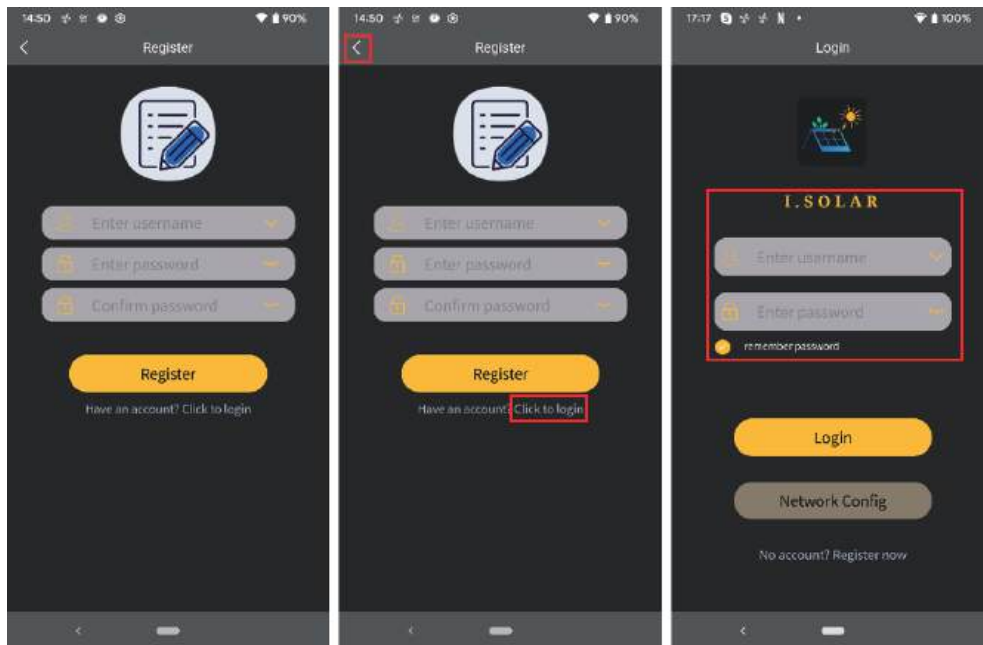 14:50
90%
Register
Enter username
Enter password
Confirm password
Register
Have an account? Click to login
14:50
90%
Register
Enter username
Enter password
Confirm password
Register
Have an account? Click to login
17:17
100%
Login
I.SOLAR
Enter username
Enter password
remember password
Login
Network Config
No account? Register now